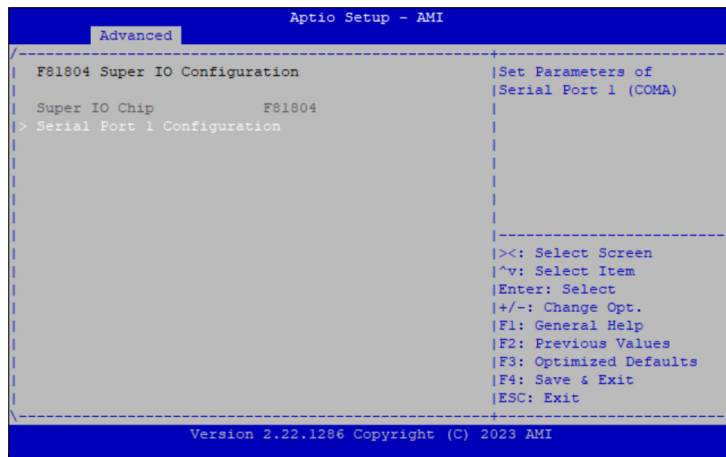 Aptio Setup - AMI
Advanced
F81804 Super IO Configuration
Super IO Chip F81804
> Serial Port 1 Configuration
Set Parameters of
Serial Port 1 (COMA)
><: Select Screen
^v: Select Item
Enter: Select
+/-: Change Opt.
F1: General Help
F2: Previous Values
F3: Optimized Defaults
F4: Save & Exit
ESC: Exit
Version 2.22.1286 Copyright (C) 2023 AMI